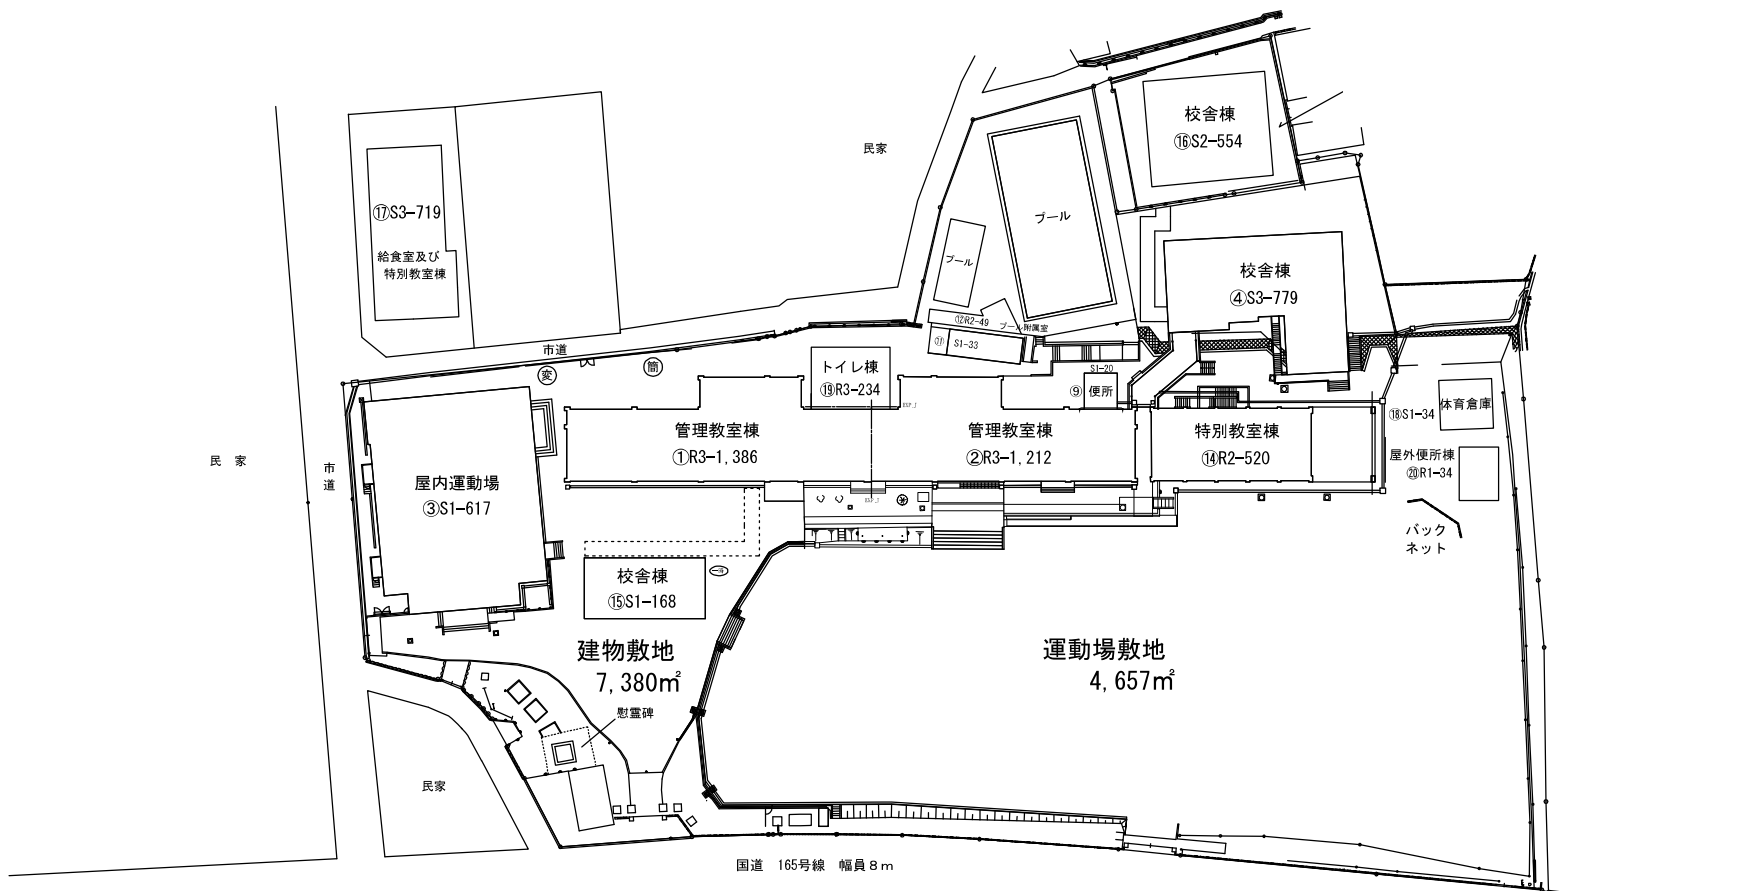 校舎棟
⑯S2-554
民家
⑰S3-719
給食室及び
特別教室棟
プール
プール
校舎棟
④S3-779
⑫R2-49
プール附属室
⑪
S1-33
市道
変
簡
トイレ棟
⑲R3-234
S1-20
⑨
便所
体育倉庫
⑱S1-34
管理教室棟
①R3-1,386
管理教室棟
②R3-1,212
特別教室棟
⑭R2-520
屋外便所棟
⑳R1-34
民 家
市道
屋内運動場
③S1-617
バック
ネット
校舎棟
⑮S1-168
建物敷地
7,380㎡
運動場敷地
4,657㎡
慰霊碑
民家
国道 165号線 幅員8m